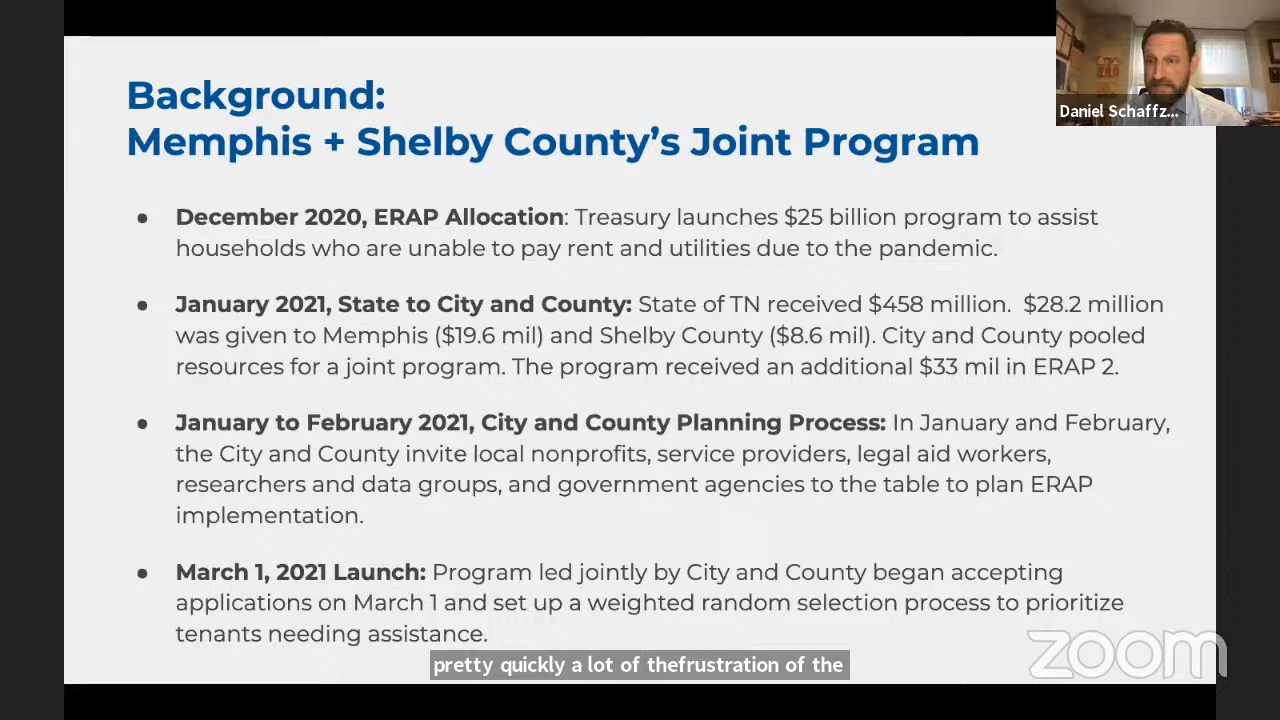 Background:
Memphis + Shelby County's Joint Program
Daniel Schaffz...
● December 2020, ERAP Allocation: Treasury launches $25 billion program to assist
households who are unable to pay rent and utilities due to the pandemic.
● January 2021, State to City and County: State of TN received $458 million.  $28.2 million
was given to Memphis ($19.6 mil) and Shelby County ($8.6 mil). City and County pooled
resources for a joint program. The program received an additional $33 mil in ERAP 2.
● January to February 2021, City and County Planning Process: In January and February,
the City and County invite local nonprofits, service providers, legal aid workers,
researchers and data groups, and government agencies to the table to plan ERAP
implementation.
● March 1, 2021 Launch: Program led jointly by City and County began accepting
applications on March 1 and set up a weighted random selection process to prioritize
tenants needing assistance.
pretty quickly a lot of thefrustration of the
zoom